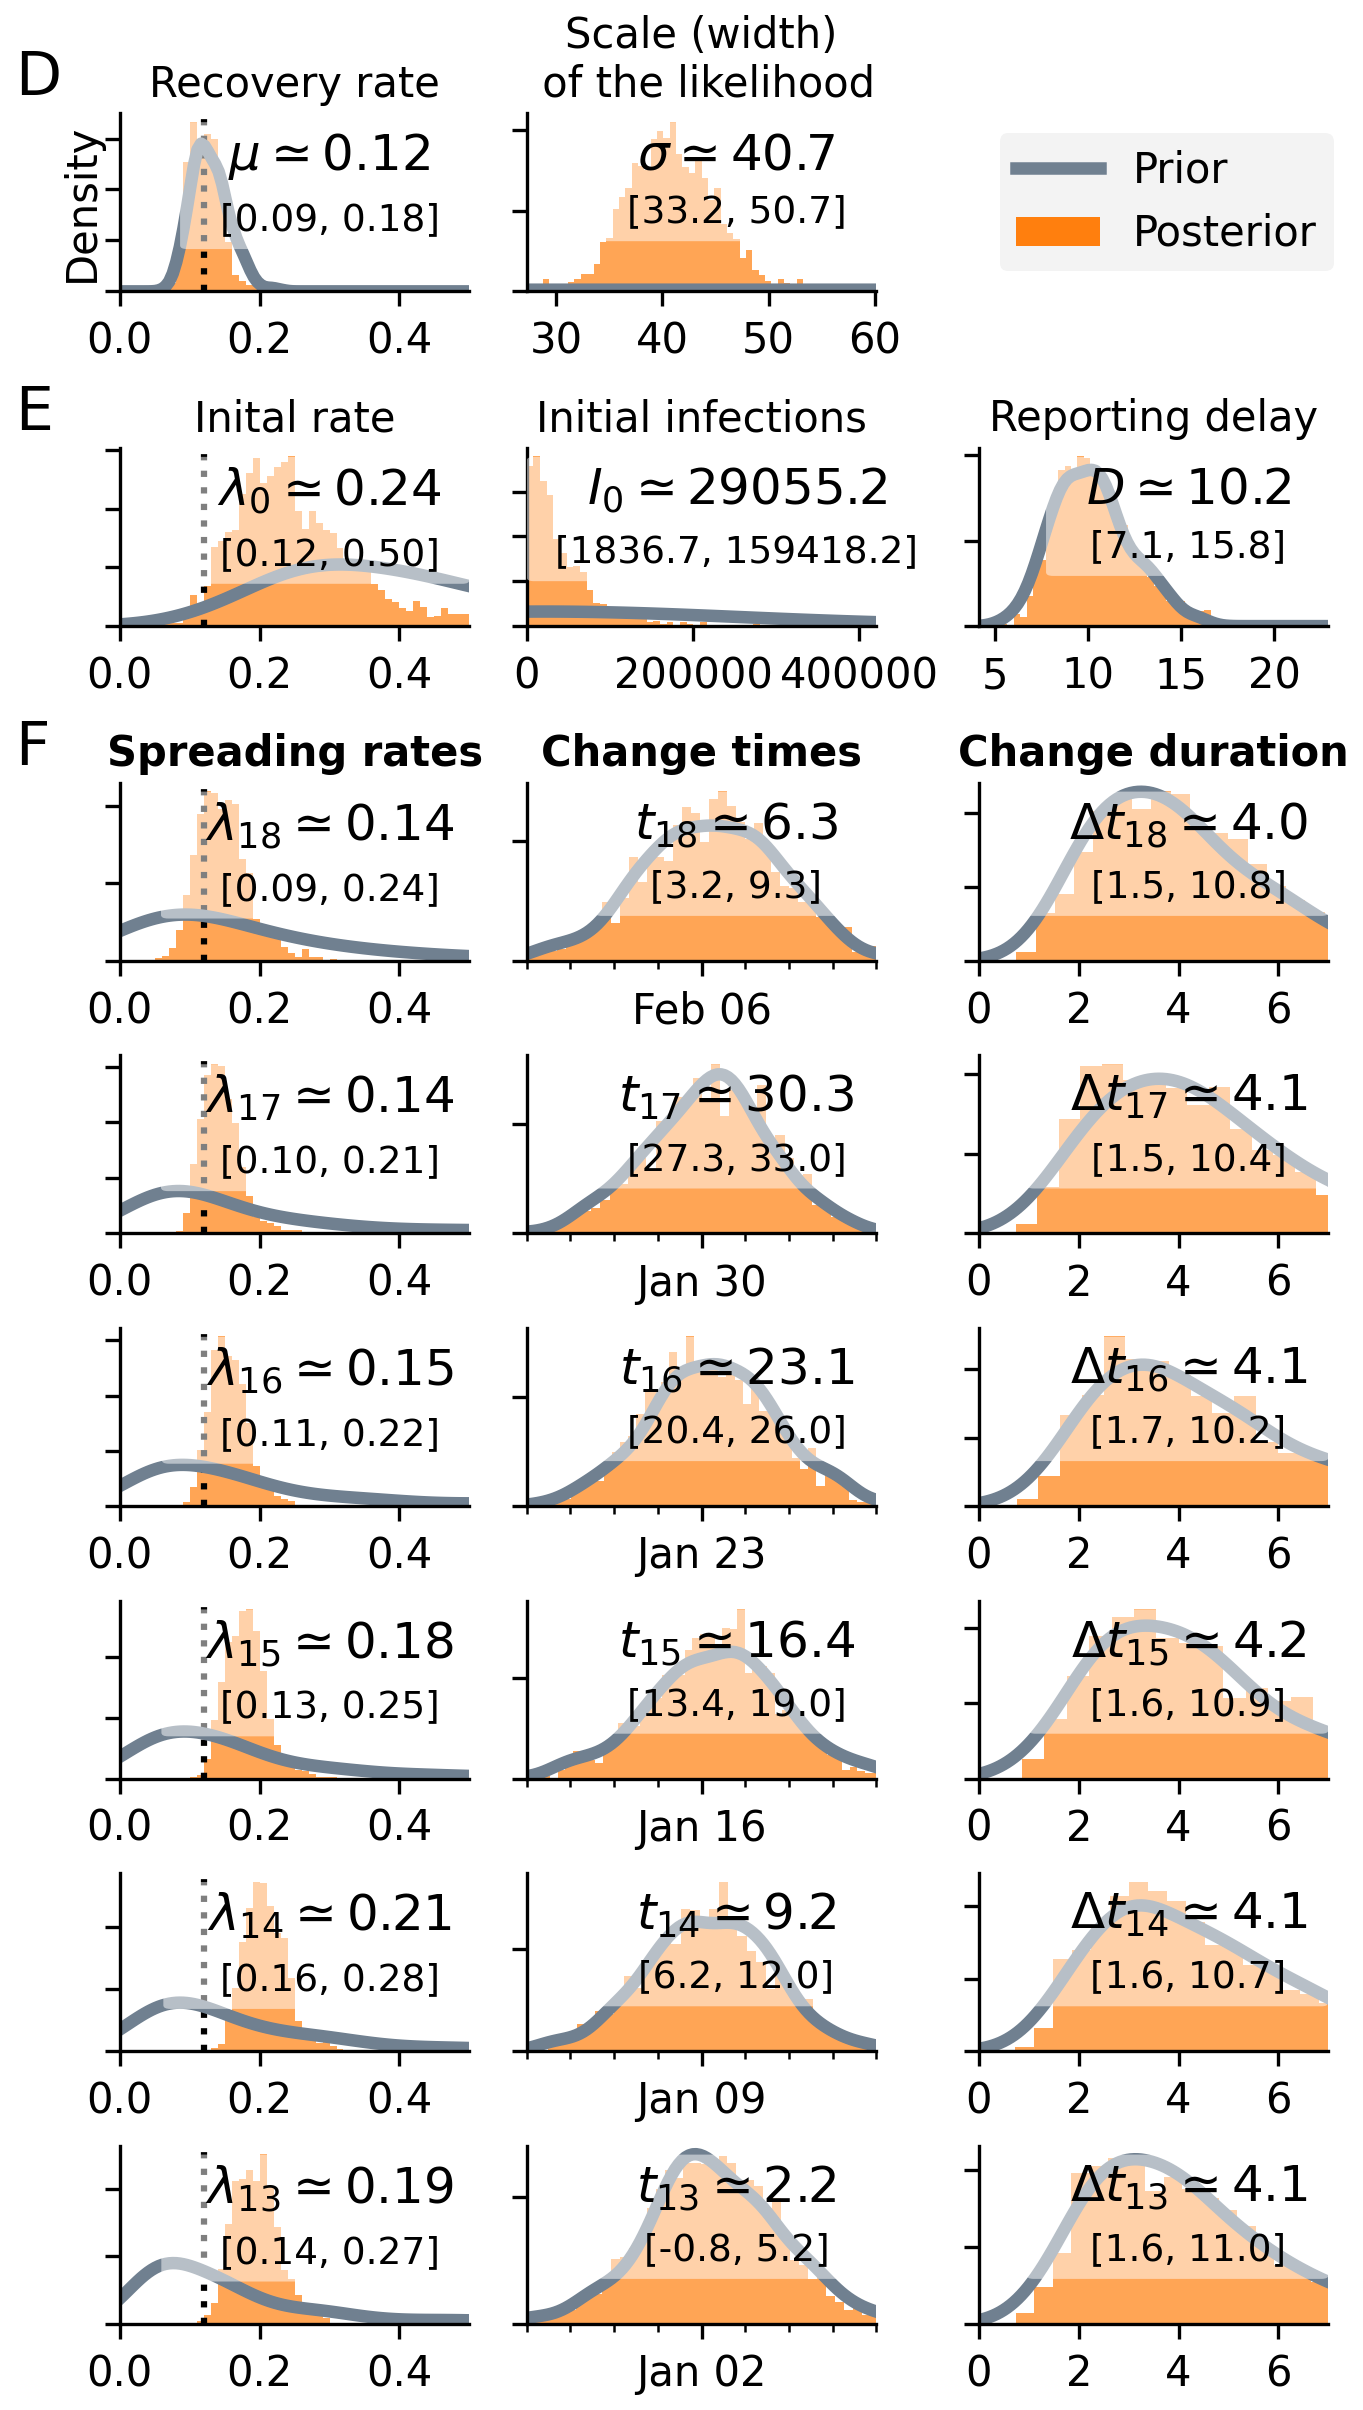 D
Recovery rate
Scale (width)
of the likelihood
Density
μ ≃ 0.12
[0.09, 0.18]
0.0 0.2 0.4
σ ≃ 40.7
[33.2, 50.7]
30 40 50 60
Prior
Posterior
E
Inital rate
λ0 ≃ 0.24
[0.12, 0.50]
0.0 0.2 0.4
Initial infections
I0 ≃ 29055.2
[1836.7, 159418.2]
0 200000 400000
Reporting delay
D ≃ 10.2
[7.1, 15.8]
5 10 15 20
F
Spreading rates
Change times
Change duration
λ18 ≃ 0.14
[0.09, 0.24]
0.0 0.2 0.4
t18 ≃ 6.3
[3.2, 9.3]
Feb 06
Δt18 ≃ 4.0
[1.5, 10.8]
0 2 4 6
λ17 ≃ 0.14
[0.10, 0.21]
0.0 0.2 0.4
t17 ≃ 30.3
[27.3, 33.0]
Jan 30
Δt17 ≃ 4.1
[1.5, 10.4]
0 2 4 6
λ16 ≃ 0.15
[0.11, 0.22]
0.0 0.2 0.4
t16 ≃ 23.1
[20.4, 26.0]
Jan 23
Δt16 ≃ 4.1
[1.7, 10.2]
0 2 4 6
λ15 ≃ 0.18
[0.13, 0.25]
0.0 0.2 0.4
t15 ≃ 16.4
[13.4, 19.0]
Jan 16
Δt15 ≃ 4.2
[1.6, 10.9]
0 2 4 6
λ14 ≃ 0.21
[0.16, 0.28]
0.0 0.2 0.4
t14 ≃ 9.2
[6.2, 12.0]
Jan 09
Δt14 ≃ 4.1
[1.6, 10.7]
0 2 4 6
λ13 ≃ 0.19
[0.14, 0.27]
0.0 0.2 0.4
t13 ≃ 2.2
[-0.8, 5.2]
Jan 02
Δt13 ≃ 4.1
[1.6, 11.0]
0 2 4 6